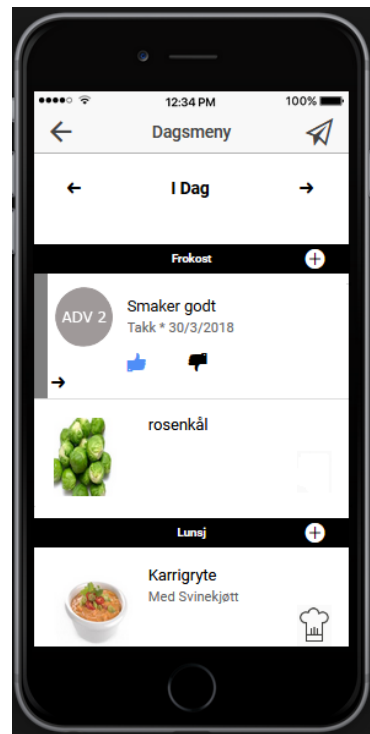 12:34 PM
100%
Dagsmeny
I Dag
Frokost
ADV 2
Smaker godt
Takk * 30/3/2018
rosenkål
Lunsj
Karrigryte
Med Svinekjøtt